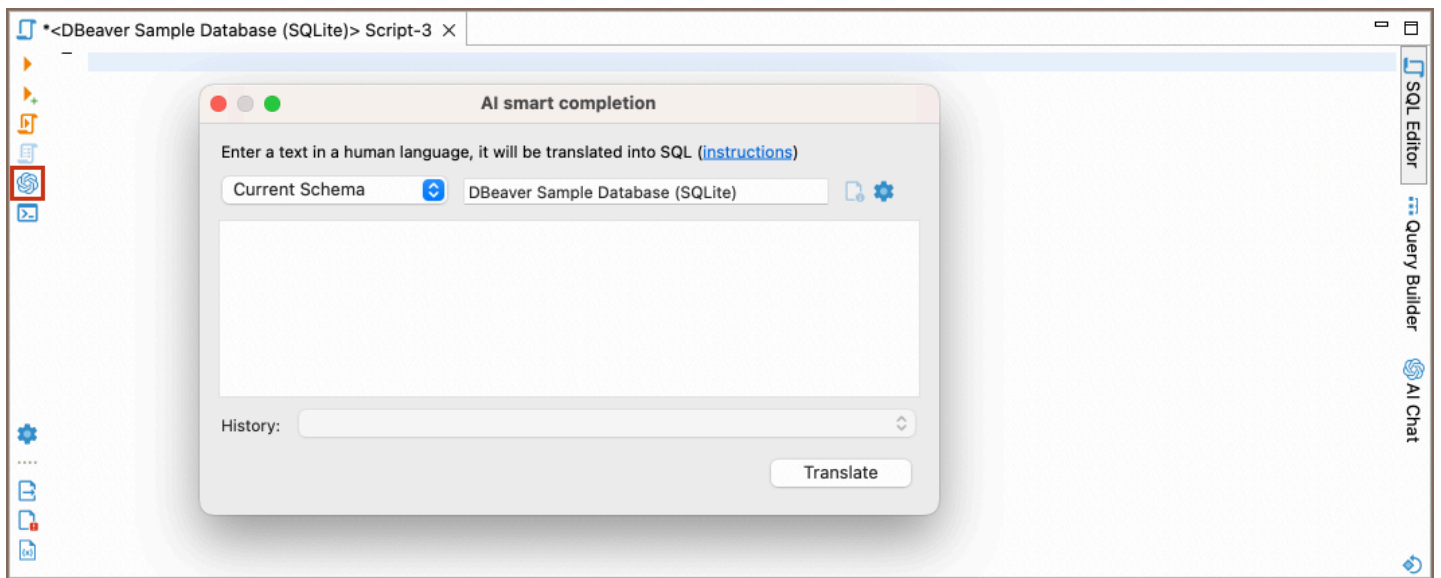 *<DBeaver Sample Database (SQLite)> Script-3
AI smart completion
Enter a text in a human language, it will be translated into SQL (instructions)
Current Schema
DBeaver Sample Database (SQLite)
History:
Translate
SQL Editor
Query Builder
AI Chat